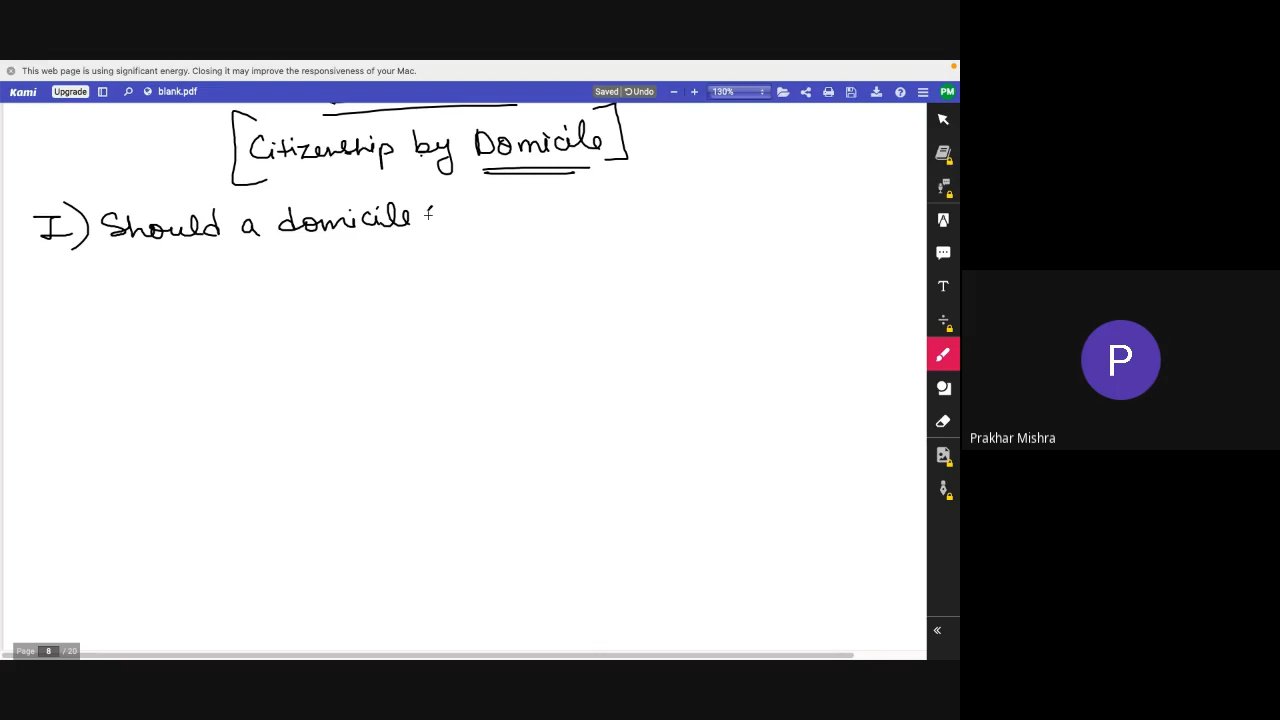 This web page is using significant energy. Closing it may improve the responsiveness of your Mac.
Kami Upgrade blank.pdf Saved Undo 130% PM
[Citizenship by Domicile]
I) Should a domicile
T
P
Prakhar Mishra
Page 8 / 20